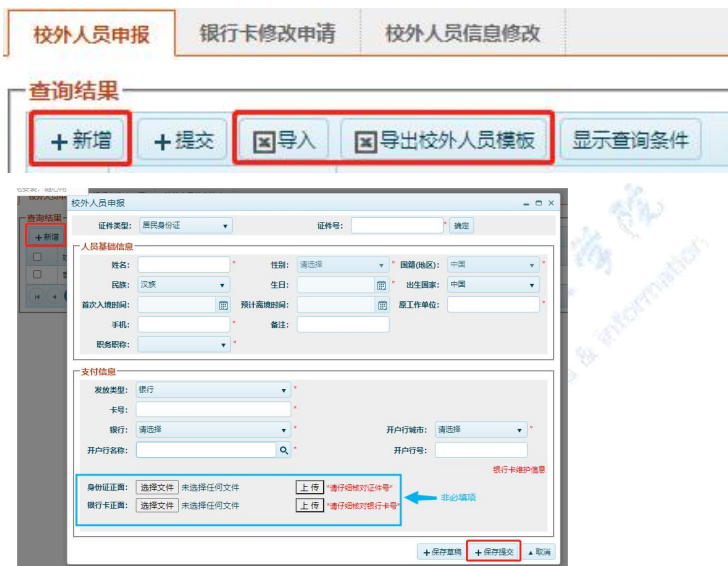 校外人员申报 银行卡修改申请 校外人员信息修改
查询结果
+新增 +提交 导入 导出校外人员模板 显示查询条件
校外人员申报
证件类型: 居民身份证 证件号: * 确定
+新增
人员基础信息
姓名: * 性别: 请选择 * 国籍(地区): 中国 *
民族: 汉族 生日: * 出生国家: 中国
首次入境时间: 预计离境时间: 原工作单位: *
手机: * 备注:
职务职称: *
支付信息
发放类型: 银行 *
卡号: *
银行: 请选择 * 开户行城市: 请选择 *
开户行名称: * 开户行号:
银行卡维护信息
身份证正面: 选择文件 未选择任何文件 上传 *请仔细核对证件号*
银行卡正面: 选择文件 未选择任何文件 上传 *请仔细核对银行卡号*
非必填项
+保存草稿 +保存提交 ▲取消